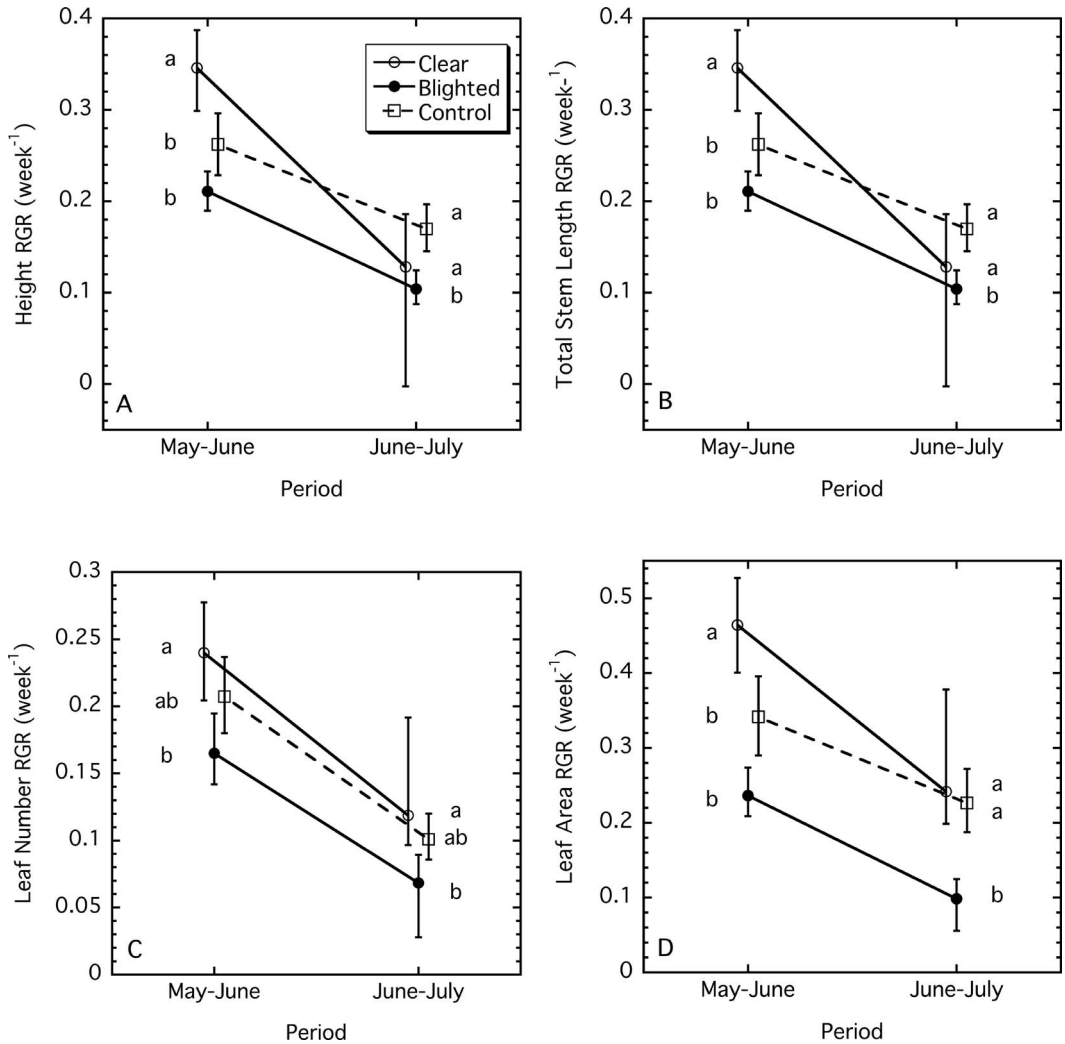 0.4
0.3
0.2
0.1
0
Height RGR (week-1)
a
b
b
a
a
b
Clear
Blighted
Control
A
May-June
June-July
Period
0.4
0.3
0.2
0.1
0
Total Stem Length RGR (week-1)
a
b
b
a
a
b
B
May-June
June-July
Period
0.3
0.25
0.2
0.15
0.1
0.05
0
Leaf Number RGR (week-1)
a
ab
b
a
ab
b
C
May-June
June-July
Period
0.5
0.4
0.3
0.2
0.1
0
Leaf Area RGR (week-1)
a
b
b
a
a
b
D
May-June
June-July
Period